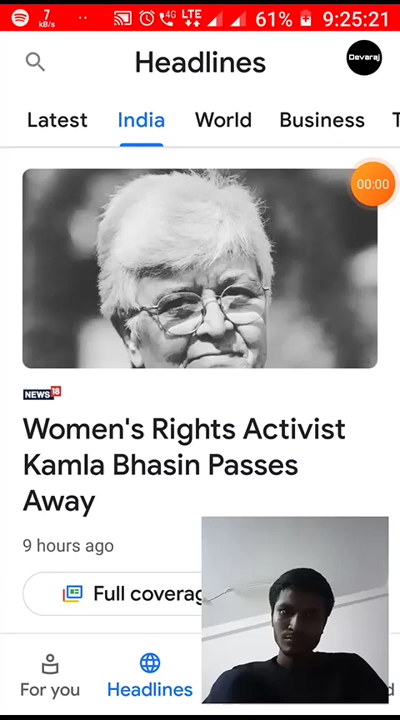 7
kB/s
4G
LTE
61%
9:25:21
Headlines
Devaraj
Latest
India
World
Business
T
00:00
NEWS18
Women's Rights Activist
Kamla Bhasin Passes
Away
9 hours ago
Full coverag
For you
Headlines
d